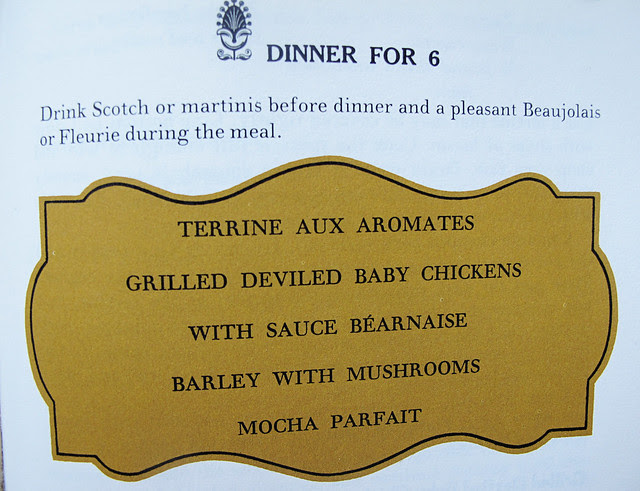 DINNER FOR 6
Drink Scotch or martinis before dinner and a pleasant Beaujolais
or Fleurie during the meal.
TERRINE AUX AROMATES
GRILLED DEVILED BABY CHICKENS
WITH SAUCE BÉARNAISE
BARLEY WITH MUSHROOMS
MOCHA PARFAIT